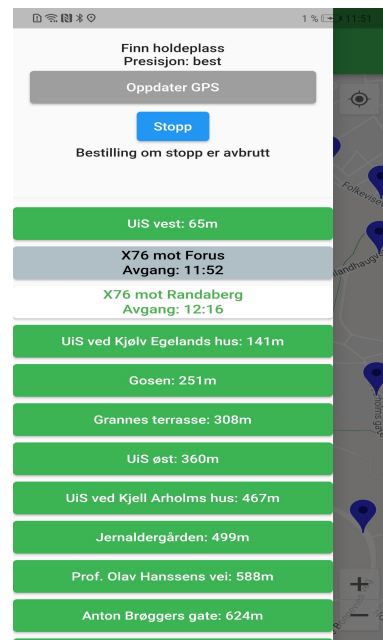 1 % 11:51
Finn holdeplass
Presisjon: best
Oppdater GPS
Stopp
Bestilling om stopp er avbrutt
UiS vest: 65m
X76 mot Forus
Avgang: 11:52
X76 mot Randaberg
Avgang: 12:16
UiS ved Kjølv Egelands hus: 141m
Gosen: 251m
Grannes terrasse: 308m
UiS øst: 360m
UiS ved Kjell Arholms hus: 467m
Jernaldergården: 499m
Prof. Olav Hanssens vei: 588m
Anton Brøggers gate: 624m
+
−